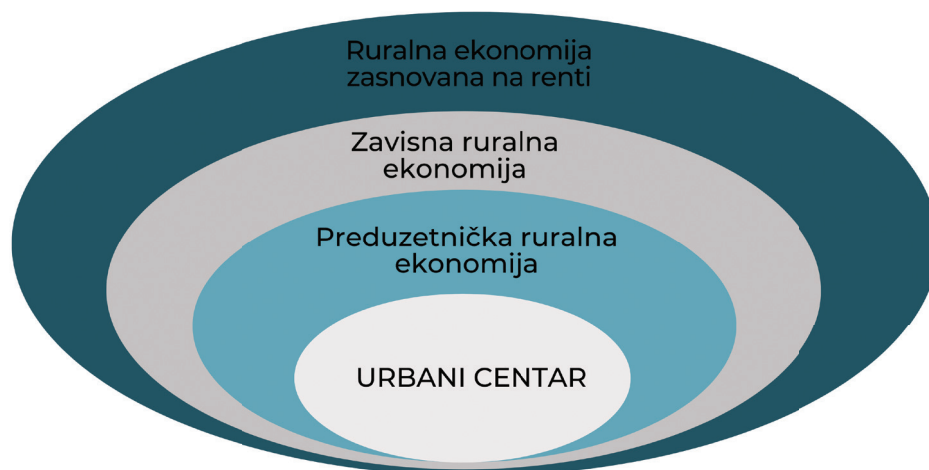 Ruralna ekonomija
zasnovana na renti
Zavisna ruralna
ekonomija
Preduzetnička ruralna
ekonomija
URBANI CENTAR